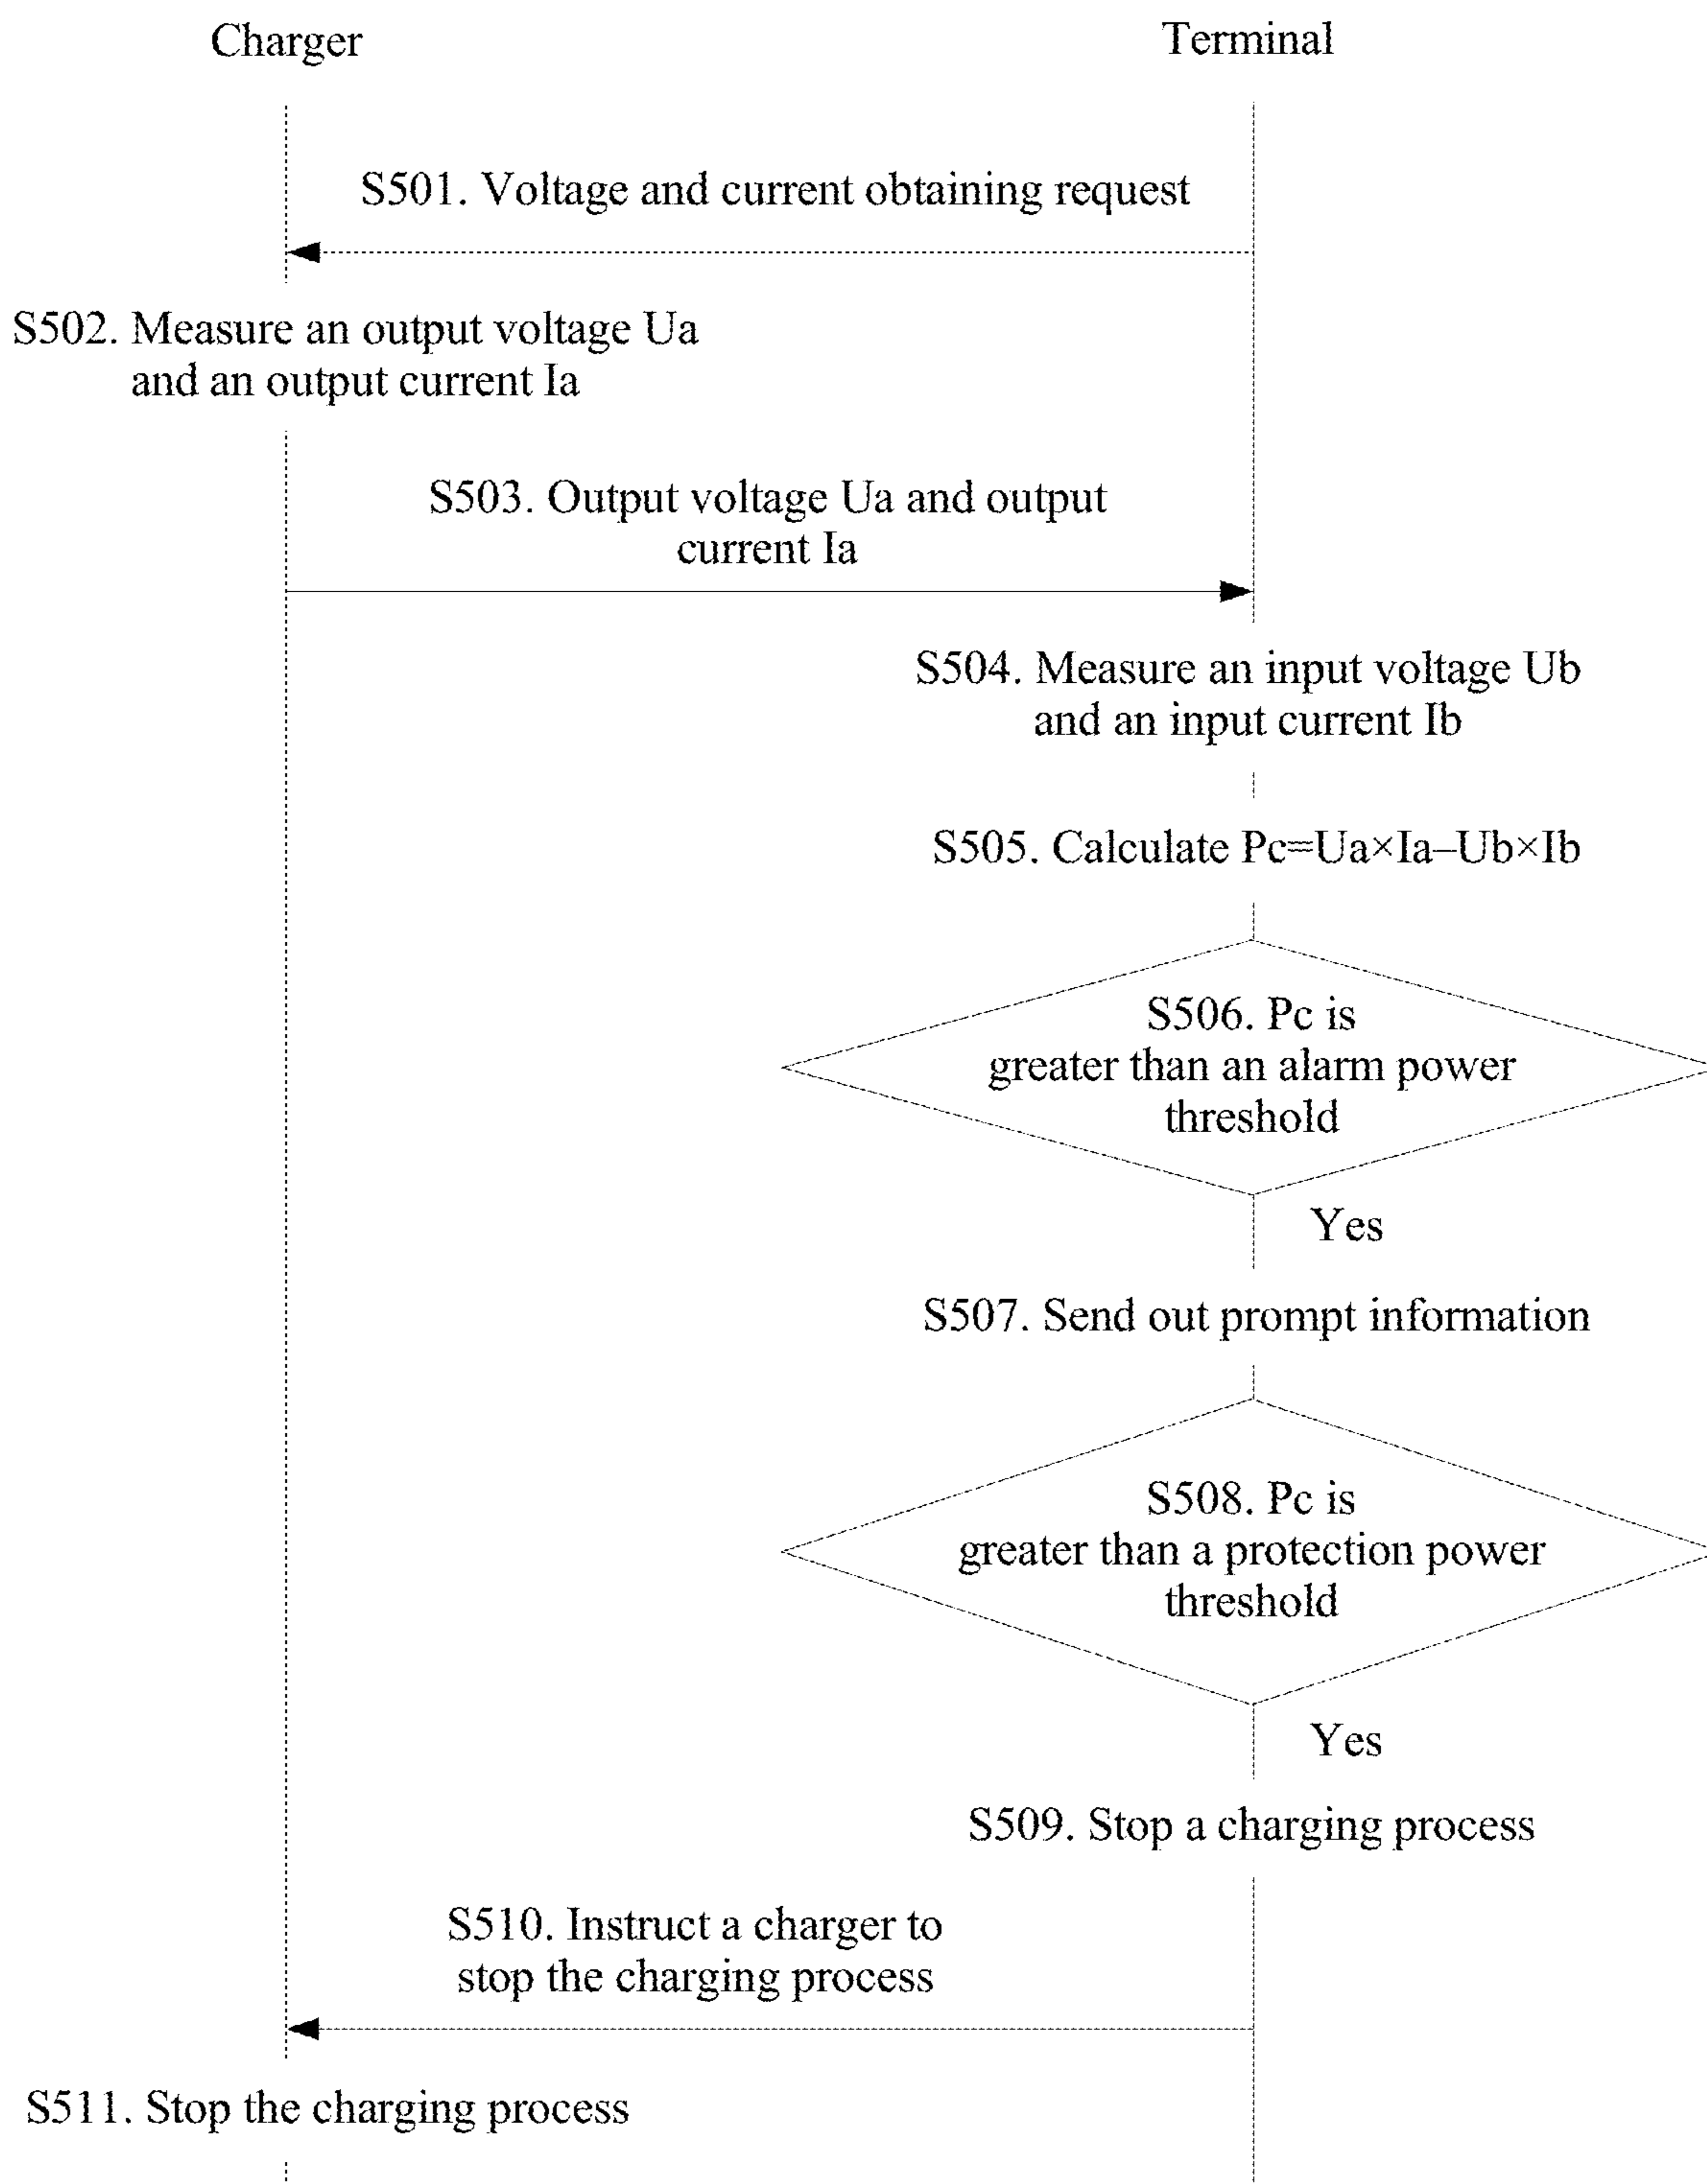 Charger
Terminal
S501. Voltage and current obtaining request
S502. Measure an output voltage Ua
and an output current Ia
S503. Output voltage Ua and output
current Ia
S504. Measure an input voltage Ub
and an input current Ib
S505. Calculate Pc=Ua×Ia–Ub×Ib
S506. Pc is
greater than an alarm power
threshold
Yes
S507. Send out prompt information
S508. Pc is
greater than a protection power
threshold
Yes
S509. Stop a charging process
S510. Instruct a charger to
stop the charging process
S511. Stop the charging process